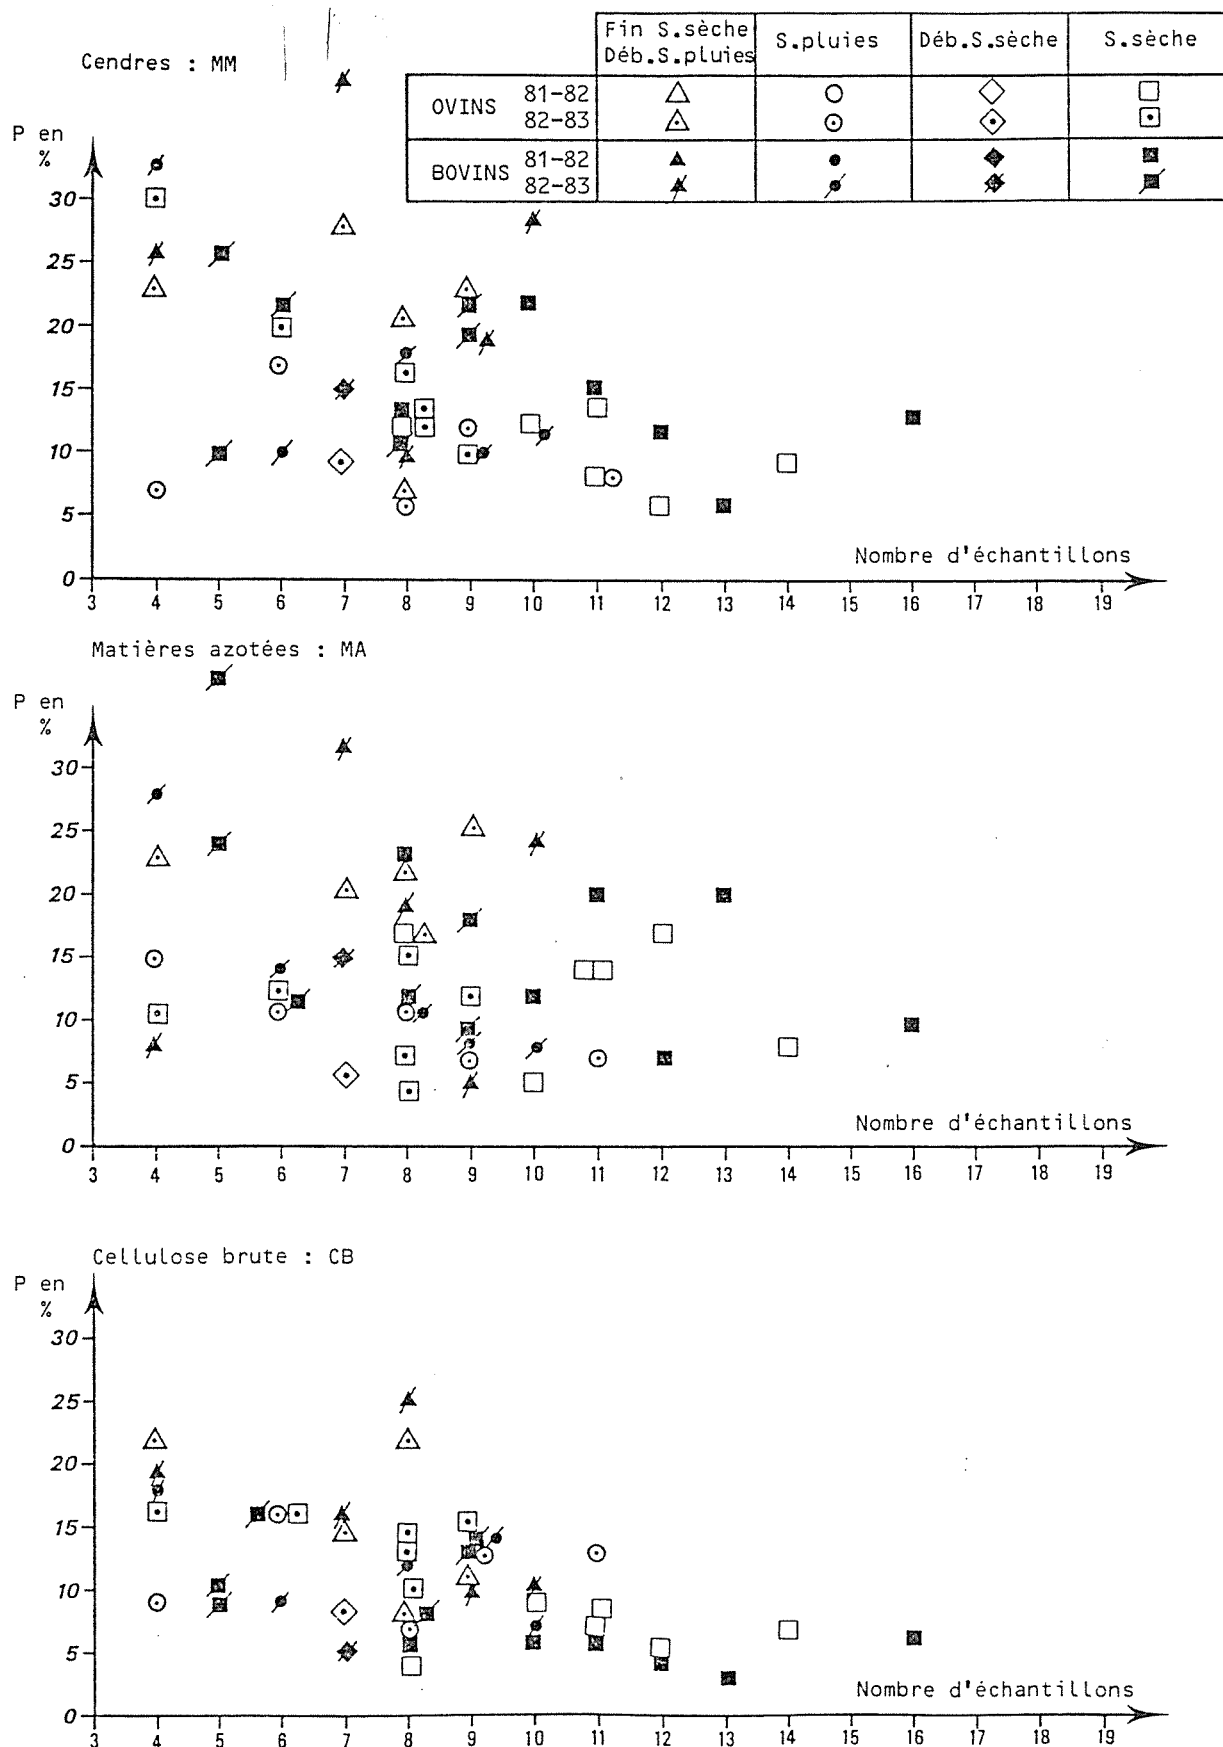 Cendres : MM
Fin S.sèche
Déb.S.pluies
S.pluies
Déb.S.sèche
S.sèche
OVINS
81-82
82-83
BOVINS
81-82
82-83
P en
%
30
25
20
15
10
5
0
Nombre d'échantillons
3 4 5 6 7 8 9 10 11 12 13 14 15 16 17 18 19
Matières azotées : MA
P en
%
30
25
20
15
10
5
0
Nombre d'échantillons
3 4 5 6 7 8 9 10 11 12 13 14 15 16 17 18 19
Cellulose brute : CB
P en
%
30
25
20
15
10
5
0
Nombre d'échantillons
3 4 5 6 7 8 9 10 11 12 13 14 15 16 17 18 19